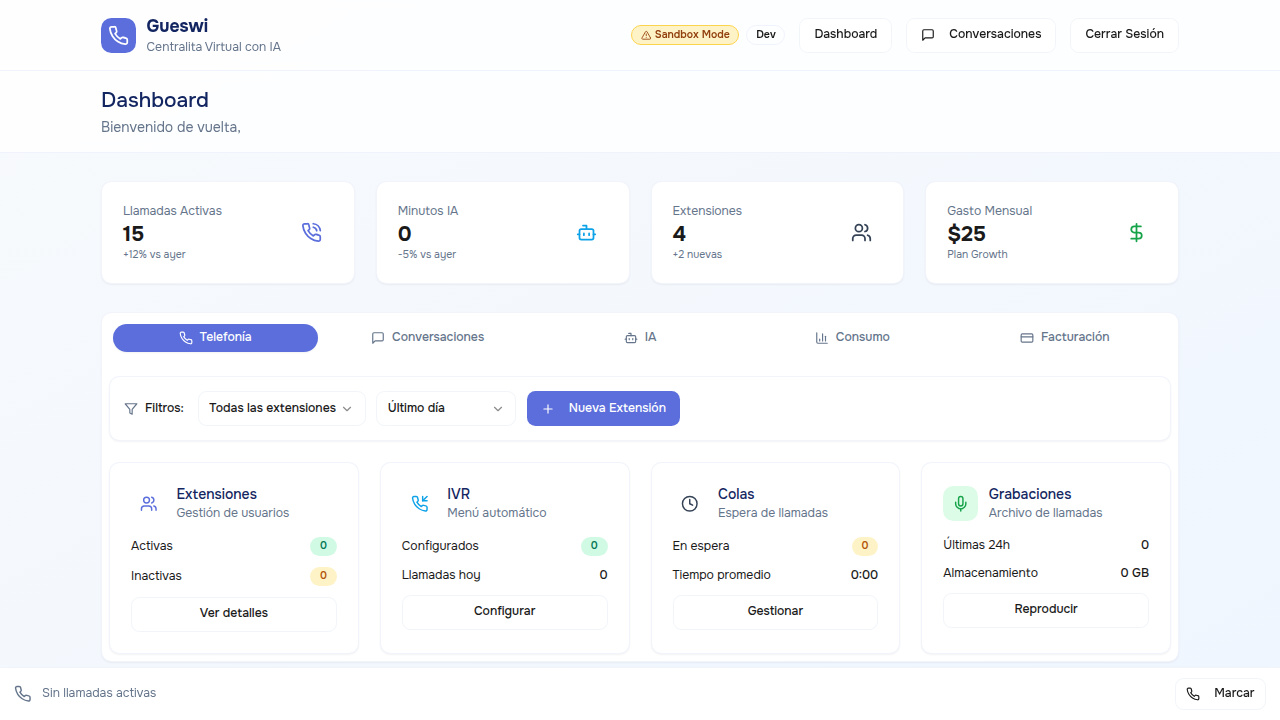 Gueswi
Centralita Virtual con IA
Sandbox Mode
Dev
Dashboard
Conversaciones
Cerrar Sesión
Dashboard
Bienvenido de vuelta,
Llamadas Activas
15
+12% vs ayer
Minutos IA
0
-5% vs ayer
Extensiones
4
+2 nuevas
Gasto Mensual
$25
Plan Growth
Telefonía
Conversaciones
IA
Consumo
Facturación
Filtros:
Todas las extensiones
Último día
Nueva Extensión
Extensiones
Gestión de usuarios
Activas 0
Inactivas 0
Ver detalles
IVR
Menú automático
Configurados 0
Llamadas hoy 0
Configurar
Colas
Espera de llamadas
En espera 0
Tiempo promedio 0:00
Gestionar
Grabaciones
Archivo de llamadas
Últimas 24h 0
Almacenamiento 0 GB
Reproducir
Sin llamadas activas
Marcar